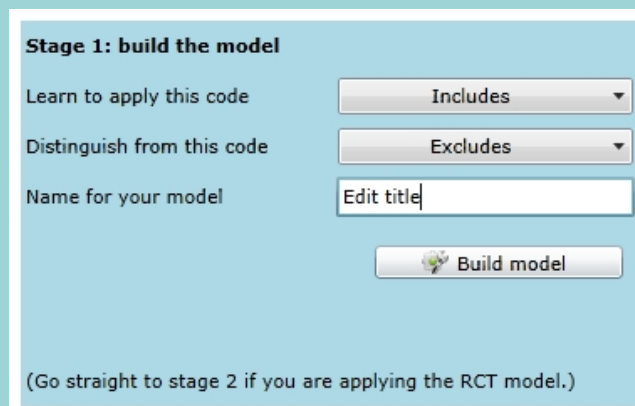 Stage 1: build the model
Learn to apply this code Includes
Distinguish from this code Excludes
Name for your model Edit title
Build model
(Go straight to stage 2 if you are applying the RCT model.)